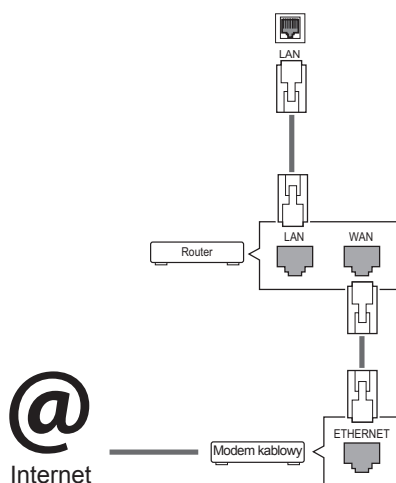 LAN
LAN WAN
Router
ETHERNET
@
Modem kablowy
Internet